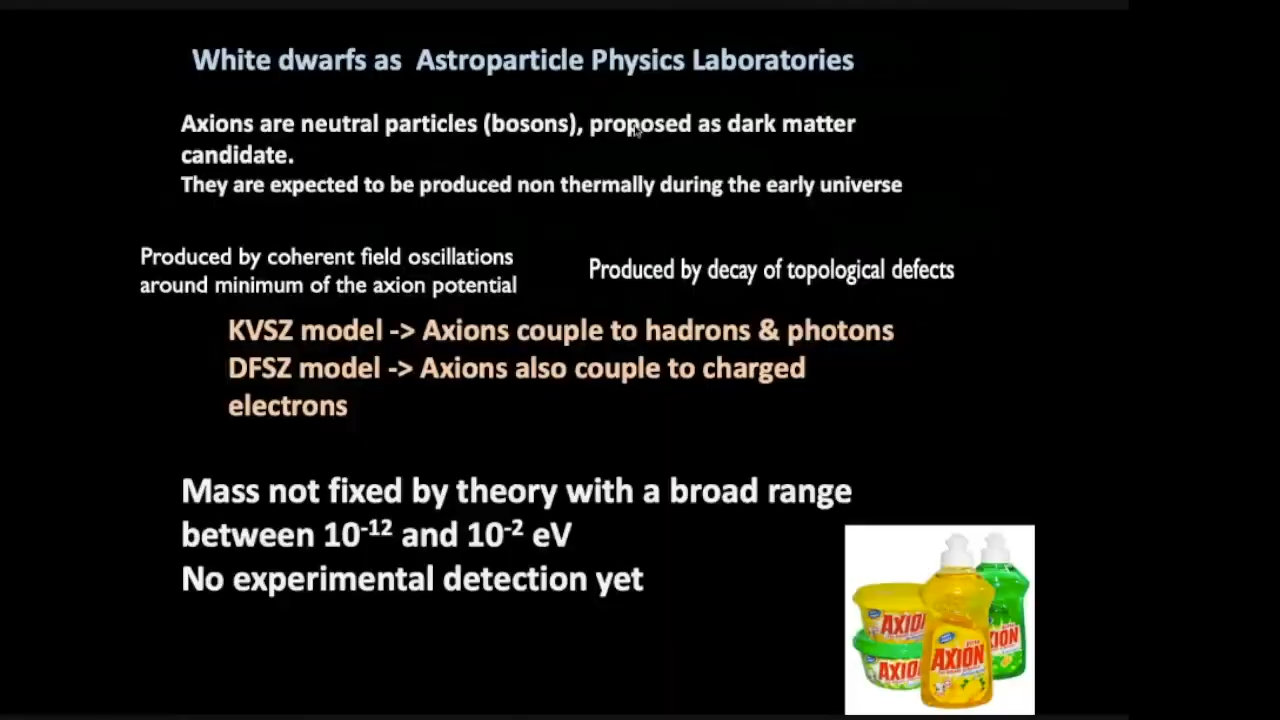 White dwarfs as Astroparticle Physics Laboratories
Axions are neutral particles (bosons), proposed as dark matter
candidate.
They are expected to be produced non thermally during the early universe
Produced by coherent field oscillations
around minimum of the axion potential
Produced by decay of topological defects
KVSZ model -> Axions couple to hadrons & photons
DFSZ model -> Axions also couple to charged
electrons
Mass not fixed by theory with a broad range
between 10⁻¹² and 10⁻² eV
No experimental detection yet
AXION
AXION